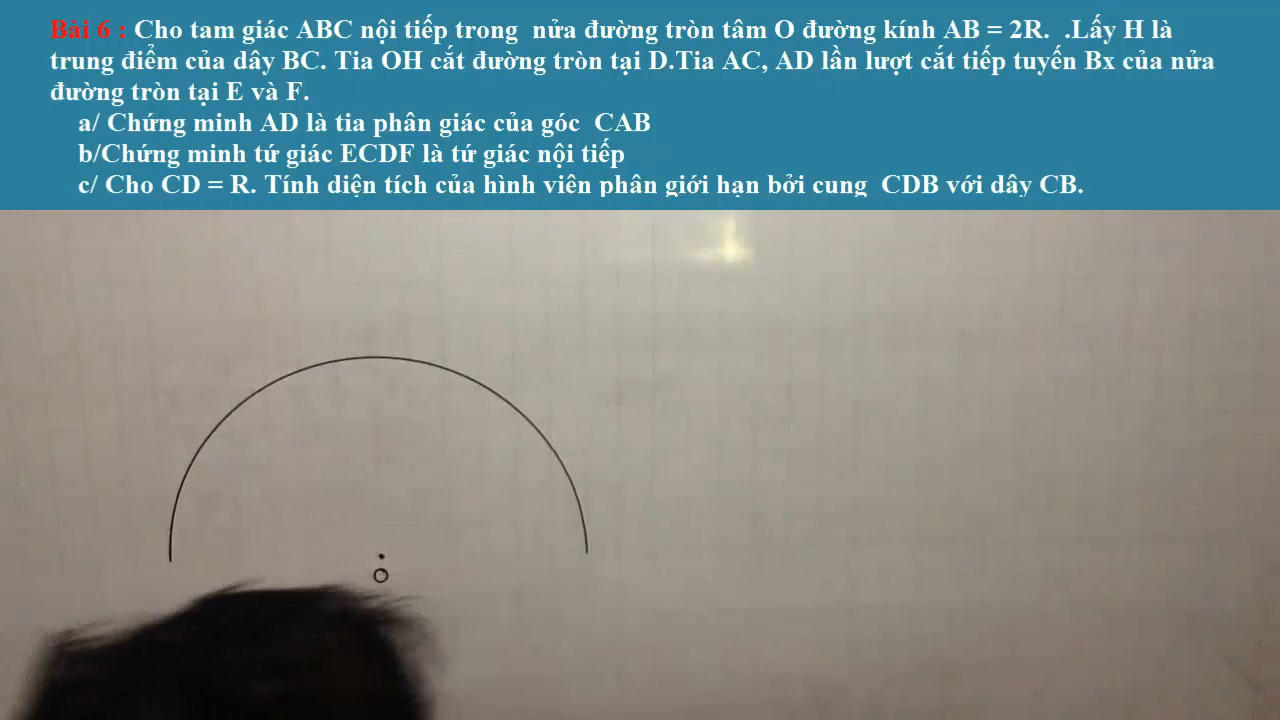 Bài 6 : Cho tam giác ABC nội tiếp trong nửa đường tròn tâm O đường kính AB = 2R. .Lấy H là
trung điểm của dây BC. Tia OH cắt đường tròn tại D.Tia AC, AD lần lượt cắt tiếp tuyến Bx của nửa
đường tròn tại E và F.
a/ Chứng minh AD là tia phân giác của góc CAB
b/Chứng minh tứ giác ECDF là tứ giác nội tiếp
c/ Cho CD = R. Tính diện tích của hình viên phân giới hạn bởi cung CDB với dây CB.
O